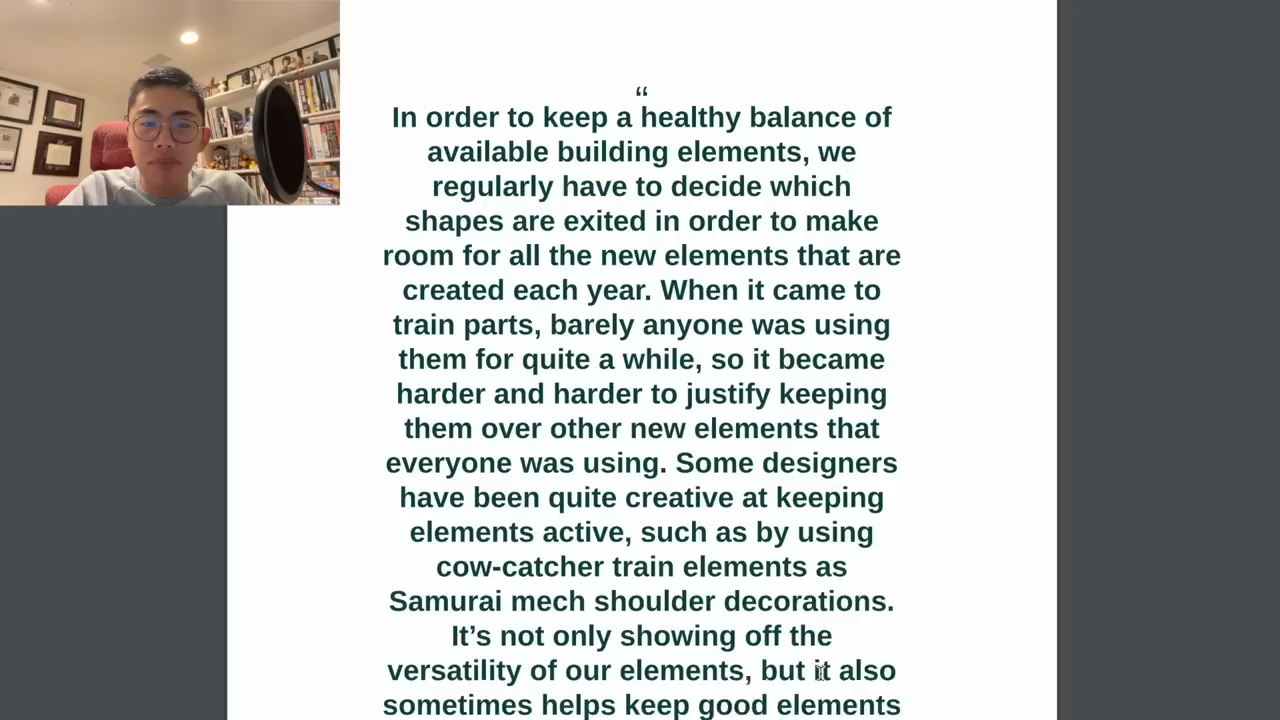 “
In order to keep a healthy balance of
available building elements, we
regularly have to decide which
shapes are exited in order to make
room for all the new elements that are
created each year. When it came to
train parts, barely anyone was using
them for quite a while, so it became
harder and harder to justify keeping
them over other new elements that
everyone was using. Some designers
have been quite creative at keeping
elements active, such as by using
cow-catcher train elements as
Samurai mech shoulder decorations.
It’s not only showing off the
versatility of our elements, but it also
sometimes helps keep good elements